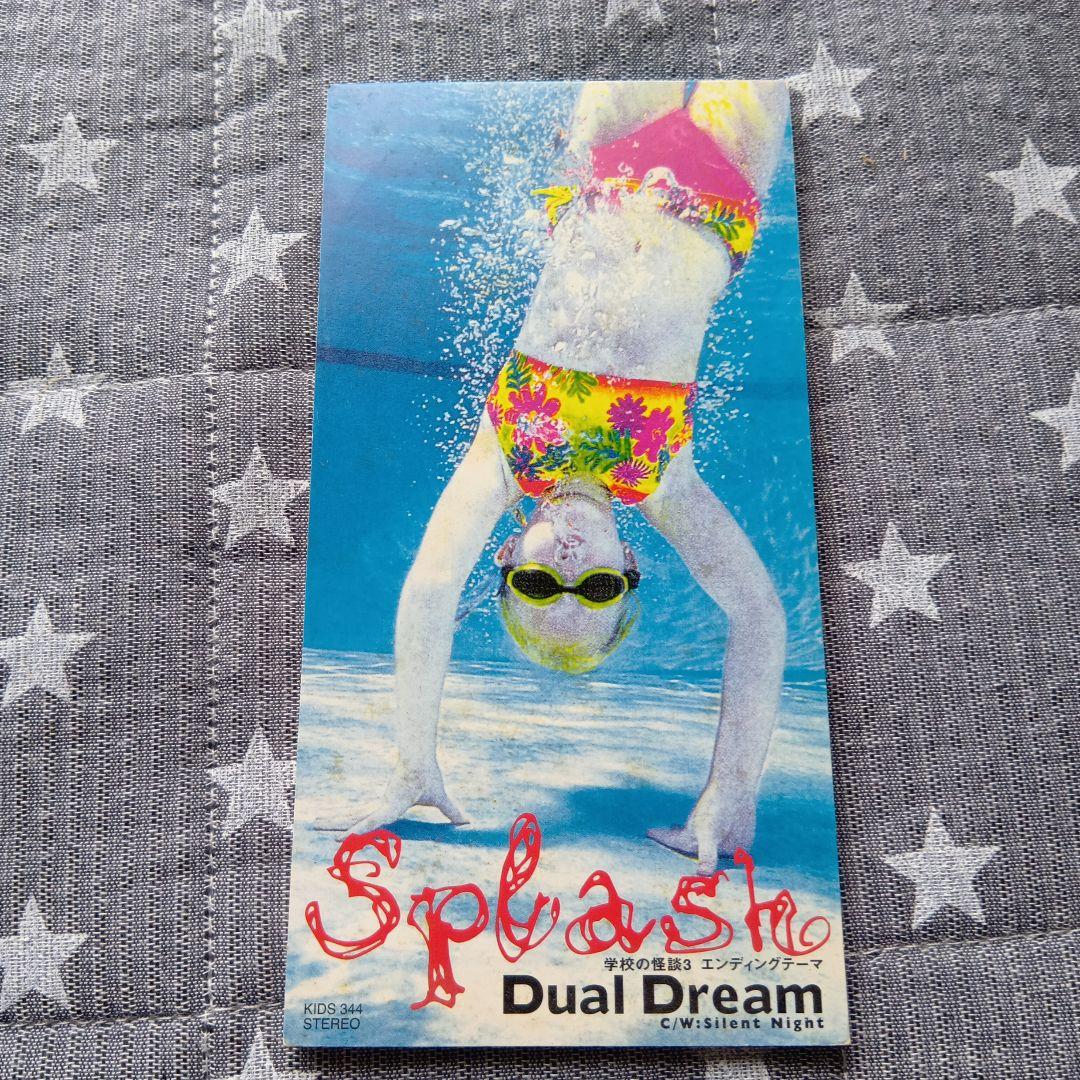 Splash
学校の怪談3 エンディングテーマ
Dual Dream
C/W:Silent Night
KIDS 344
STEREO